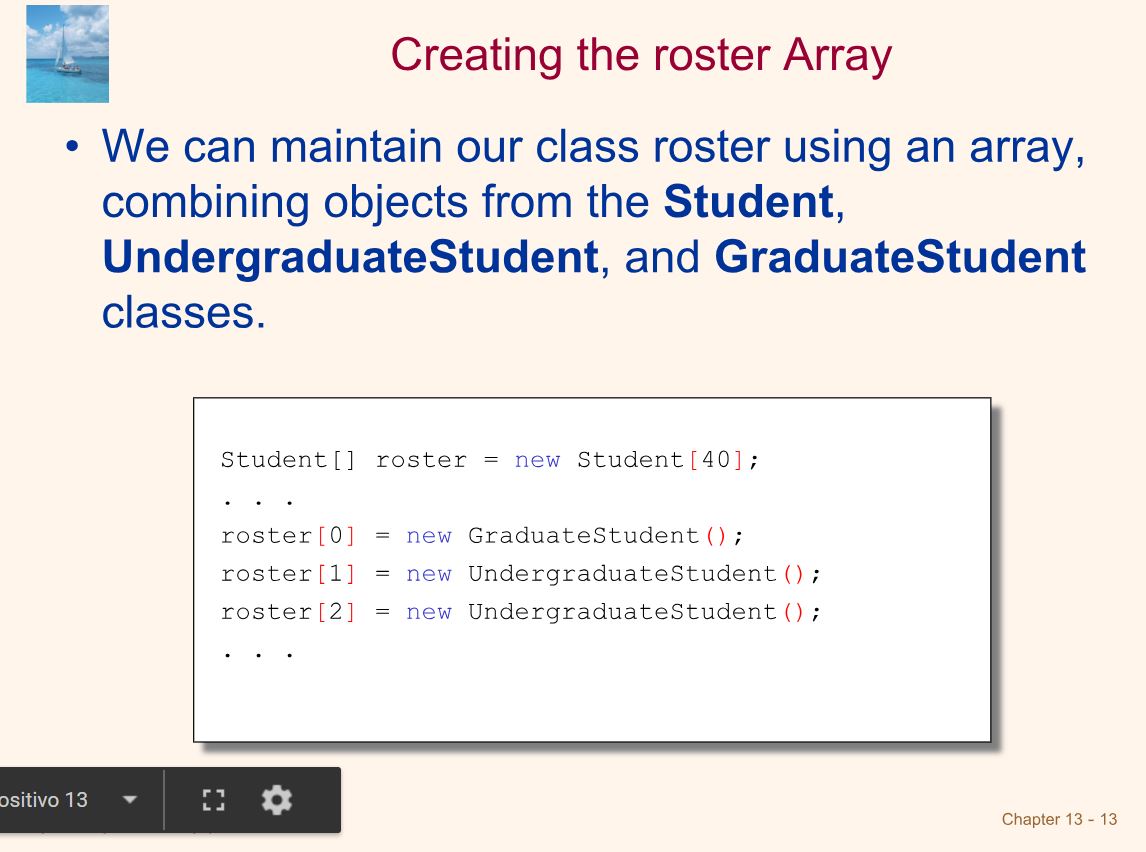 Creating the roster Array
• We can maintain our class roster using an array,
combining objects from the Student,
UndergraduateStudent, and GraduateStudent
classes.
Student[] roster = new Student[40];
. . .
roster[0] = new GraduateStudent();
roster[1] = new UndergraduateStudent();
roster[2] = new UndergraduateStudent();
. . .
ositivo 13
Chapter 13 - 13